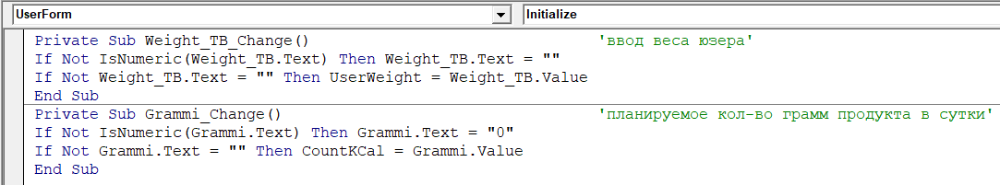 UserForm Initialize
Private Sub Weight_TB_Change() 'ввод веса юзера'
If Not IsNumeric(Weight_TB.Text) Then Weight_TB.Text = ""
If Not Weight_TB.Text = "" Then UserWeight = Weight_TB.Value
End Sub
Private Sub Grammi_Change() 'планируемое кол-во грамм продукта в сутки'
If Not IsNumeric(Grammi.Text) Then Grammi.Text = "0"
If Not Grammi.Text = "" Then CountKCal = Grammi.Value
End Sub